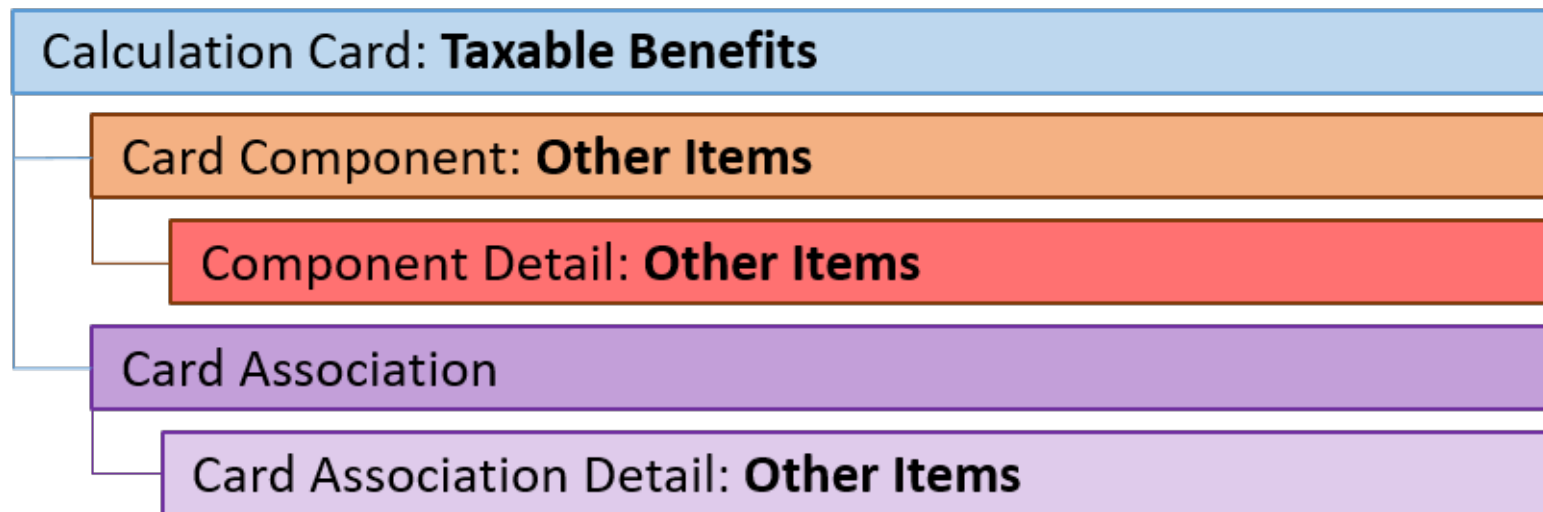 Calculation Card: Taxable Benefits
Card Component: Other Items
Component Detail: Other Items
Card Association
Card Association Detail: Other Items